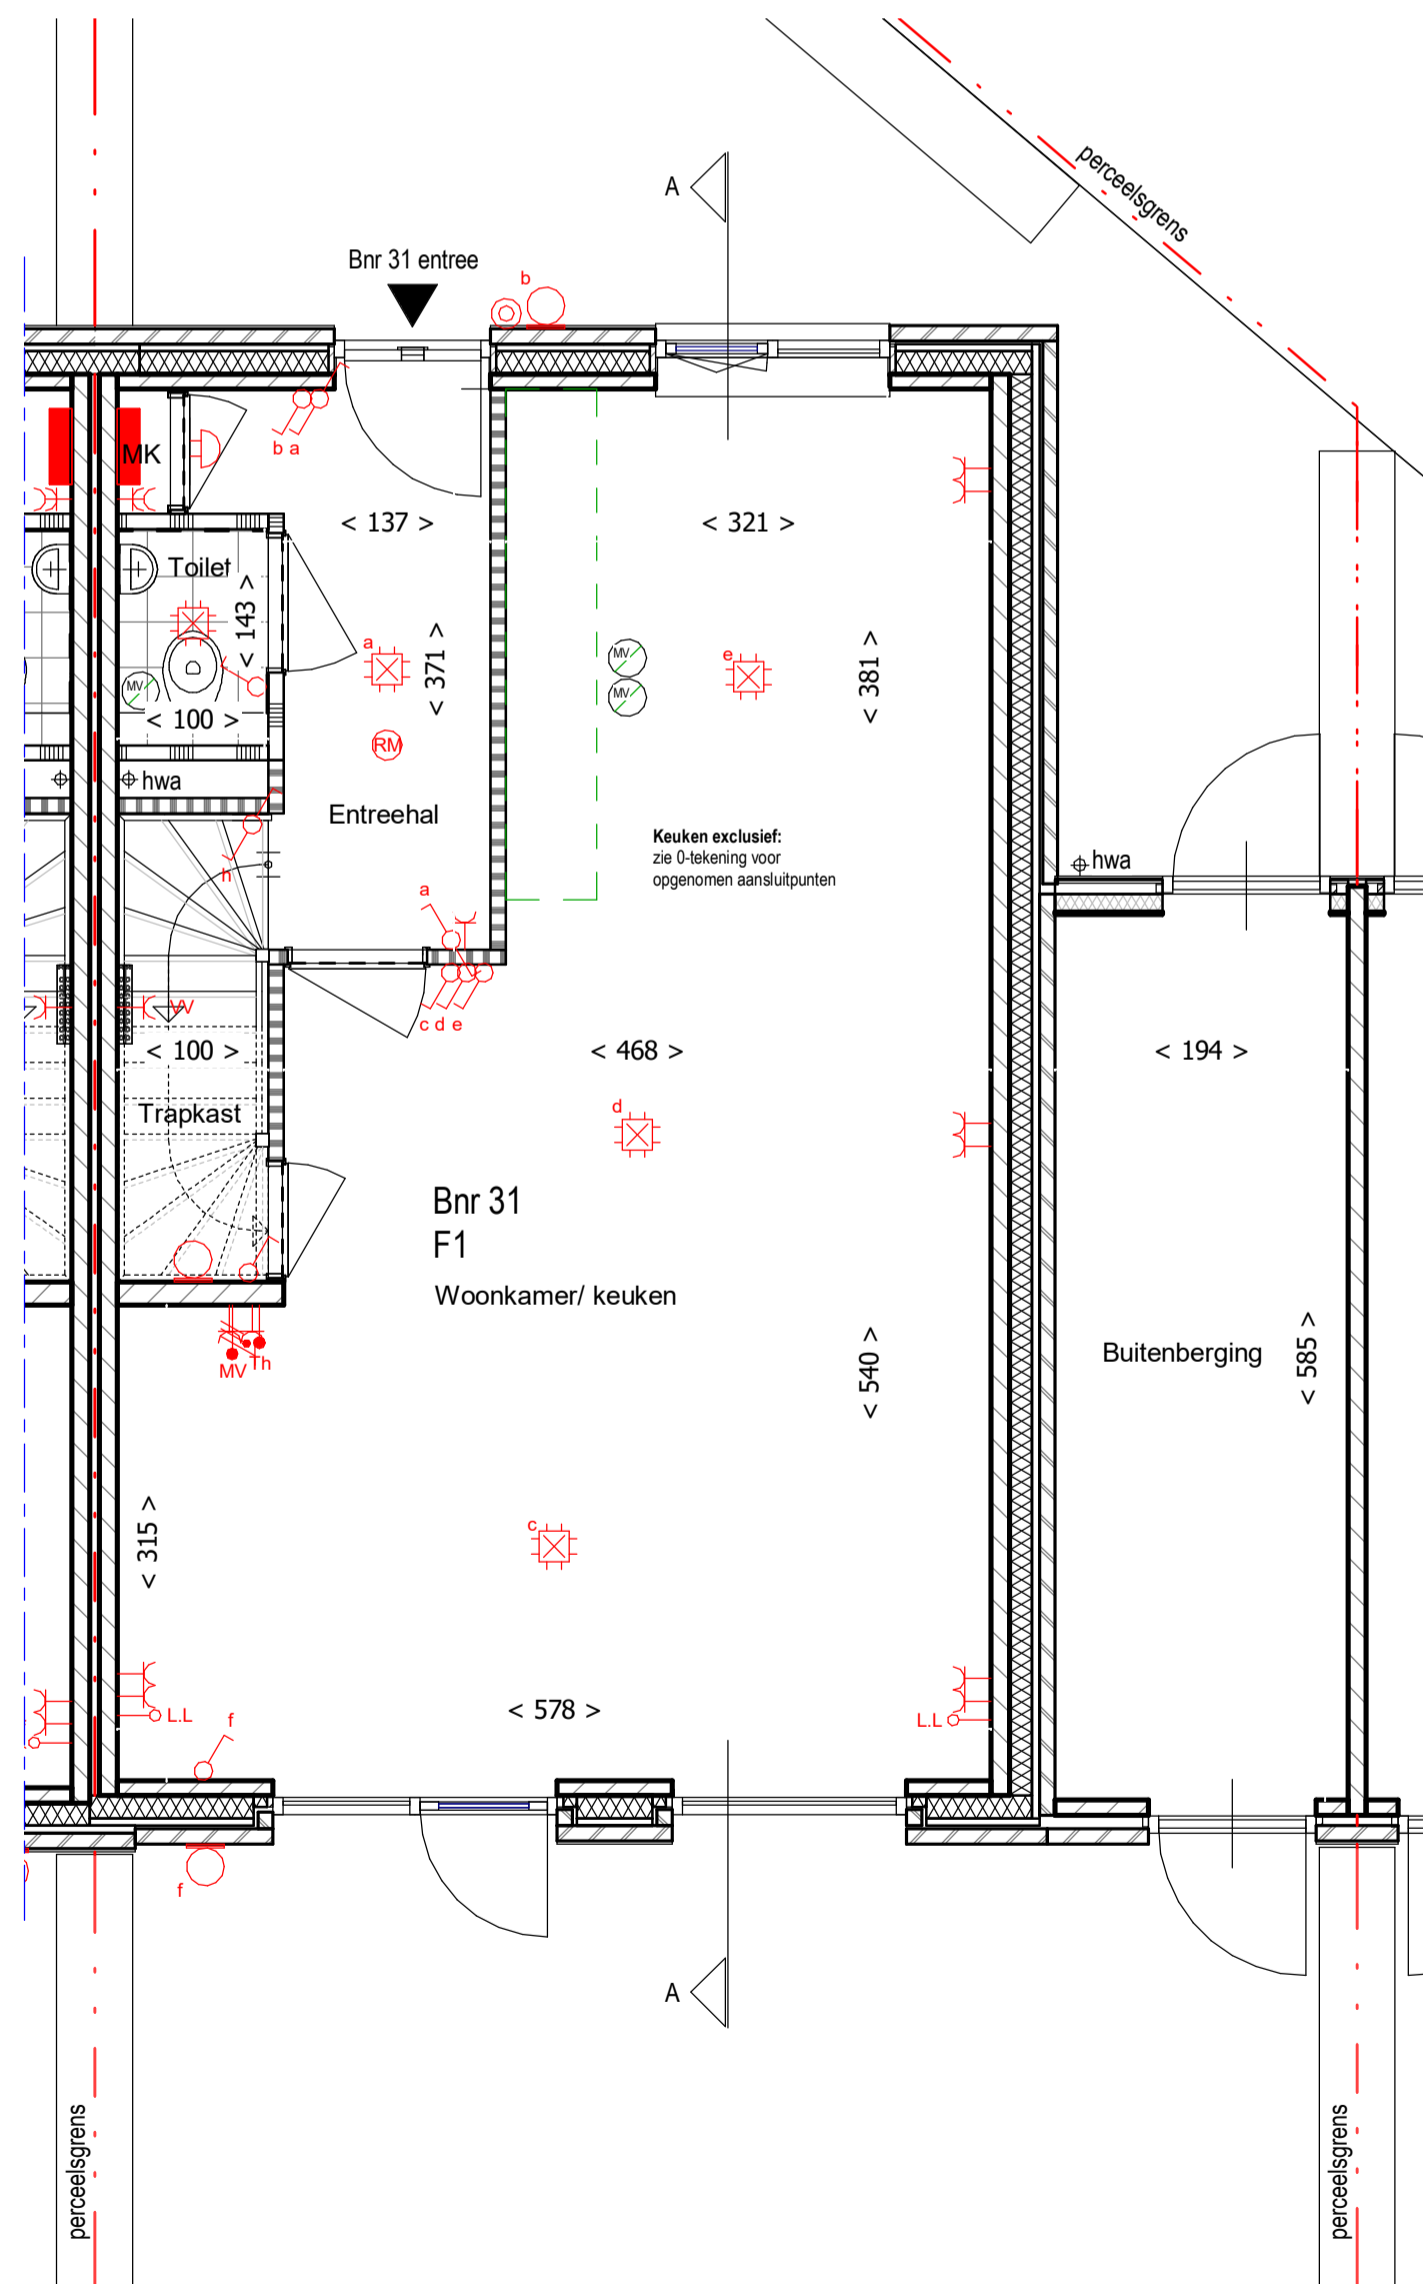 perceelsgrens
A
Bnr 31 entree
b
b a
MK
< 137 >
< 321 >
Toilet
< 143 >
a
< 371 >
MV
MV
e
< 381 >
MV
< 100 >
RM
hwa
Entreehal
Keuken exclusief:
zie 0-tekening voor
opgenomen aansluitpunten
hwa
h
a
VV
c d e
< 100 >
< 468 >
< 194 >
Trapkast
d
Bnr 31
F1
Woonkamer/ keuken
MV Th
< 540 >
Buitenberging
< 585 >
< 315 >
c
L.L
f
< 578 >
L.L
f
A
perceelsgrens
perceelsgrens